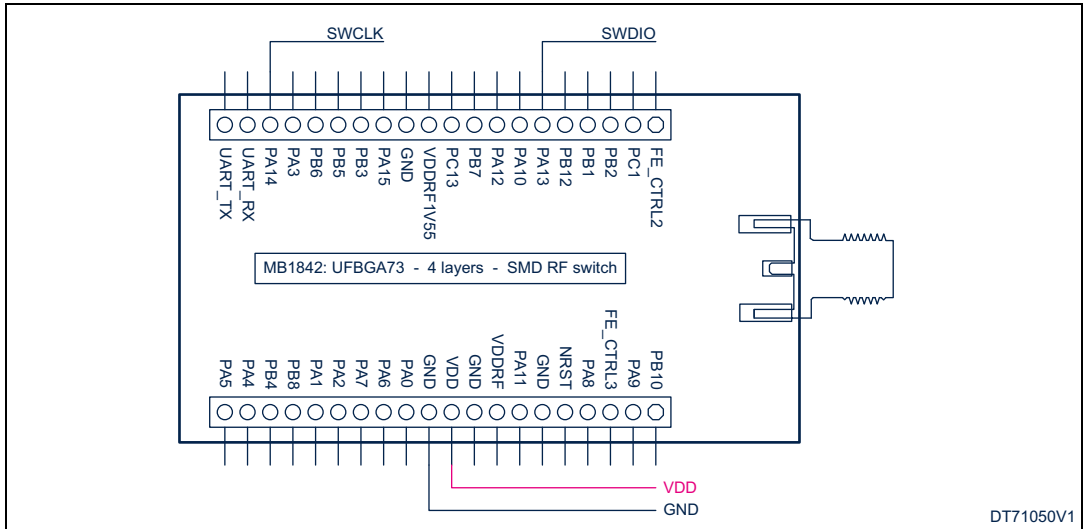 SWCLK
SWDIO
UART_TX
UART_RX
PA14
PA3
PB6
PB5
PB3
PA15
GND
VDDRF1V55
PC13
PB7
PA12
PA10
PA13
PB12
PB1
PB2
PC1
FE_CTRL2
MB1842: UFBGA73 - 4 layers - SMD RF switch
PA5
PA4
PB4
PB8
PA1
PA2
PA7
PA6
PA0
GND
VDD
GND
VDDRF
PA11
GND
NRST
PA8
FE_CTRL3
PA9
PB10
VDD
GND
DT71050V1